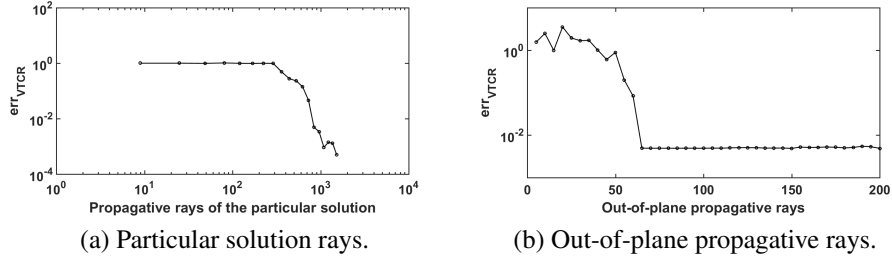 10^2
10^0
10^-2
10^-4
err_VTCR
10^0 10^1 10^2 10^3 10^4
Propagative rays of the particular solution
(a) Particular solution rays.
10^0
10^-2
err_VTCR
0 50 100 150 200
Out-of-plane propagative rays
(b) Out-of-plane propagative rays.